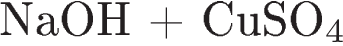 NaOH + CuSO₄